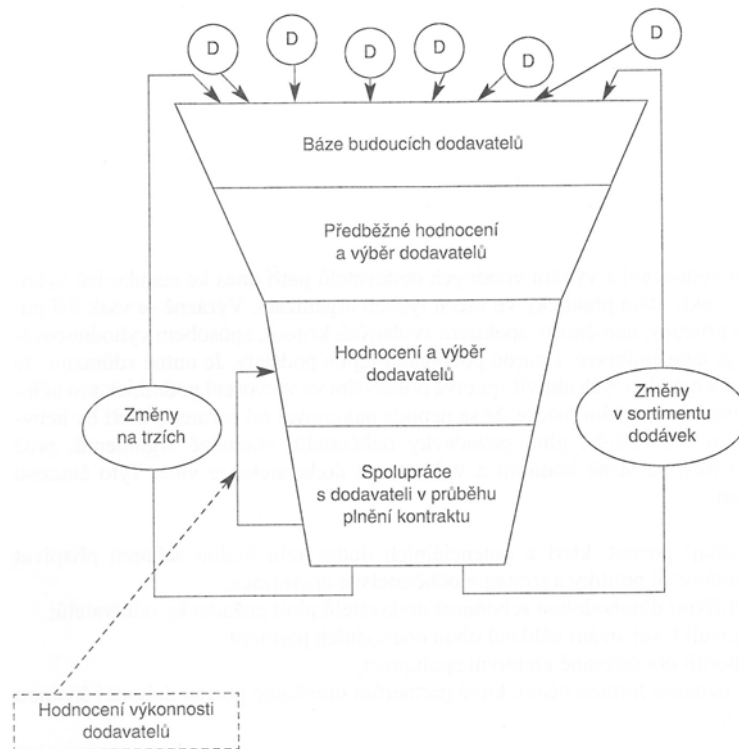 D
D
D
D
D
D
D
Báze budoucích dodavatelů
Předběžné hodnocení
a výběr dodavatelů
Hodnocení a výběr
dodavatelů
Změny
na trzích
Změny
v sortimentu
dodávek
Spolupráce
s dodavateli v průběhu
plnění kontraktu
Hodnocení výkonnosti
dodavatelů